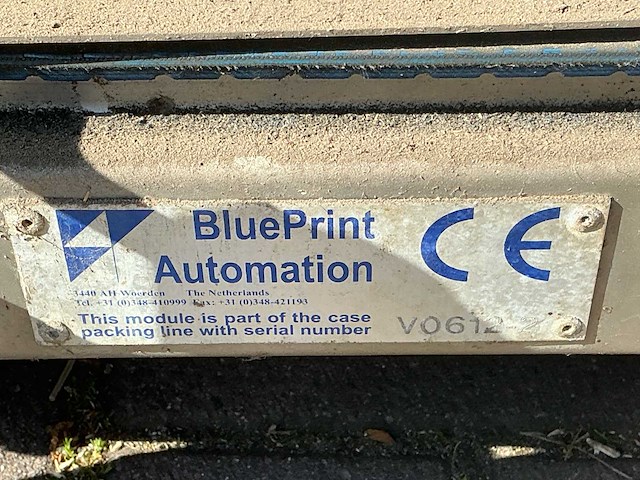 BluePrint
Automation
CE
3440 AH Woerden The Netherlands
Tel. +31 (0)348-410999 Fax: +31 (0)348-421193
This module is part of the case
packing line with serial number